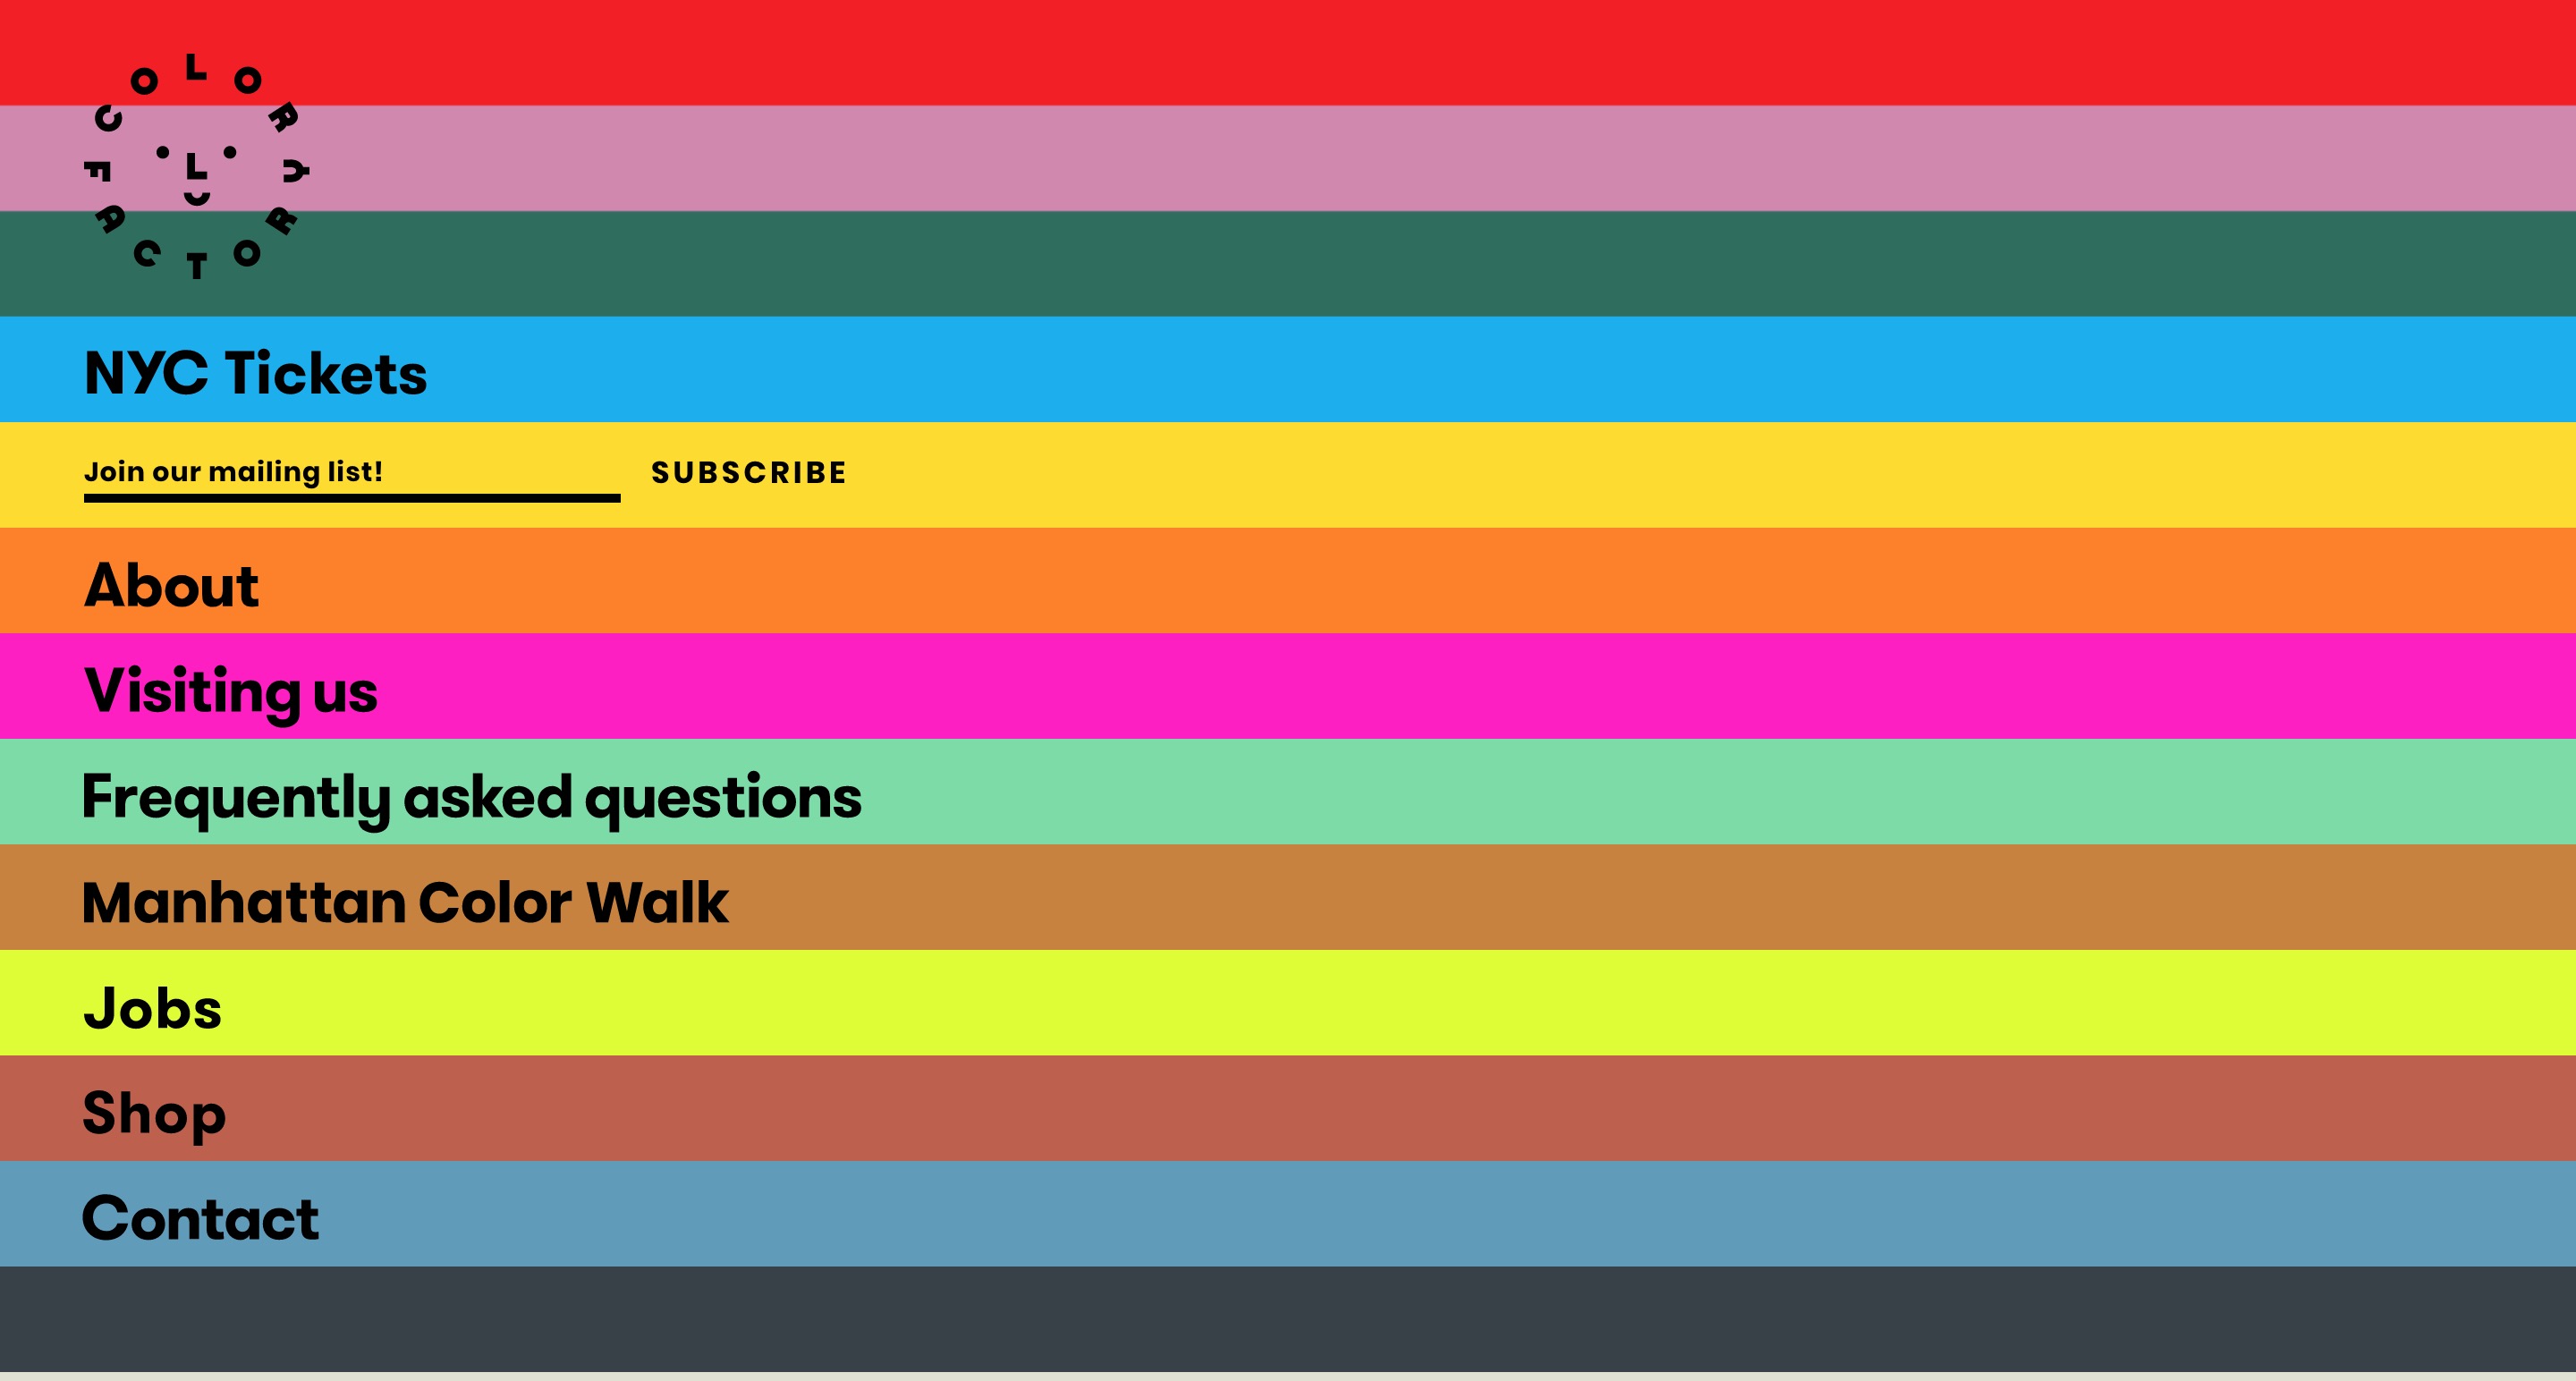 COLOR
FACTORY
L
NYC Tickets
Join our mailing list! SUBSCRIBE
About
Visiting us
Frequently asked questions
Manhattan Color Walk
Jobs
Shop
Contact